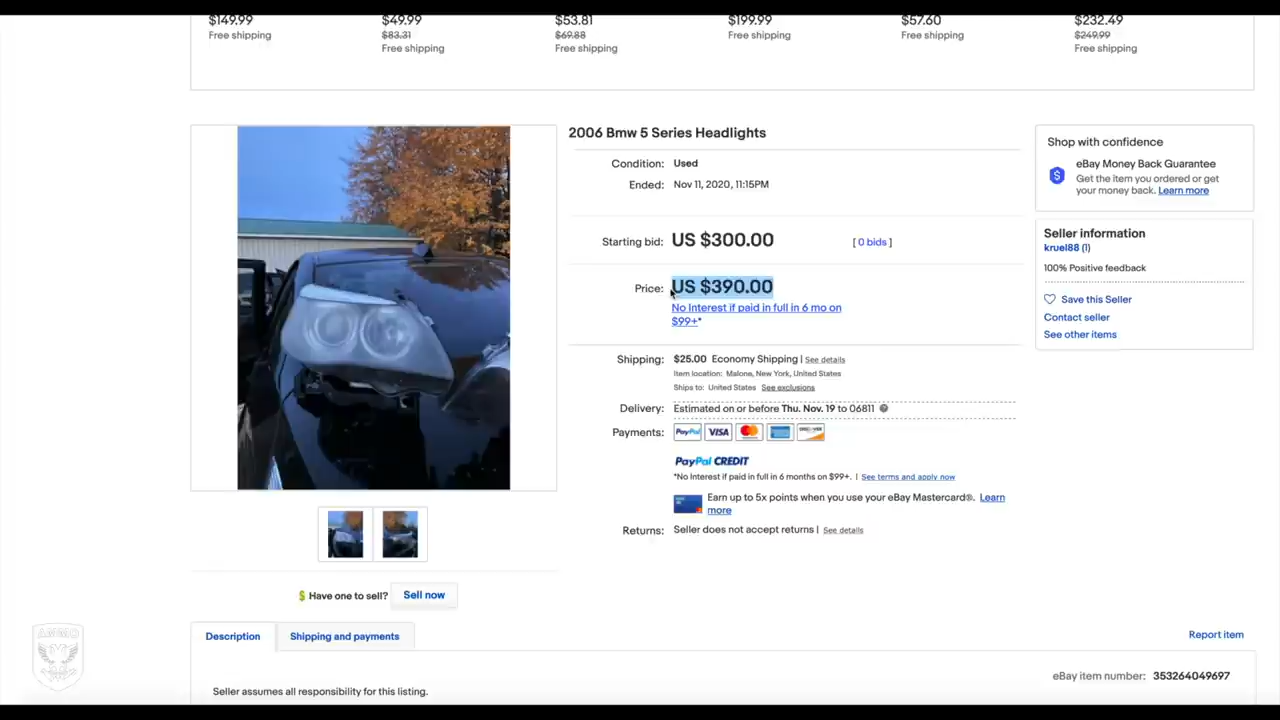 $149.99
Free shipping
$49.99
$83.31
Free shipping
$53.81
$69.88
Free shipping
$199.99
Free shipping
$57.60
Free shipping
$232.49
$249.99
Free shipping
2006 Bmw 5 Series Headlights
Condition: Used
Ended: Nov 11, 2020, 11:15PM
Starting bid: US $300.00 [ 0 bids ]
Price: US $390.00
No Interest if paid in full in 6 mo on
$99+*
Shipping: $25.00 Economy Shipping | See details
Item location: Malone, New York, United States
Ships to: United States See exclusions
Delivery: Estimated on or before Thu. Nov. 19 to 06811
Payments: PayPal VISA MasterCard DISCOVER
PayPal CREDIT
*No Interest if paid in full in 6 months on $99+. | See terms and apply now
Earn up to 5x points when you use your eBay Mastercard®. Learn
more
Returns: Seller does not accept returns | See details
Shop with confidence
eBay Money Back Guarantee
Get the item you ordered or get
your money back. Learn more
Seller information
kruel88 (1)
100% Positive feedback
Save this Seller
Contact seller
See other items
Have one to sell? Sell now
Description
Shipping and payments
Report item
eBay item number: 353264049697
Seller assumes all responsibility for this listing.
AMMO